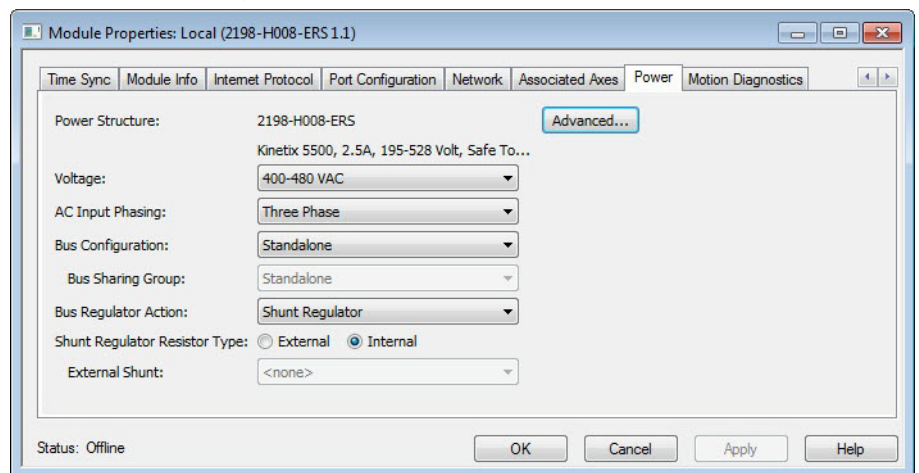 Module Properties: Local (2198-H008-ERS 1.1)
Time Sync Module Info Internet Protocol Port Configuration Network Associated Axes Power Motion Diagnostics
Power Structure: 2198-H008-ERS Advanced...
Kinetix 5500, 2.5A, 195-528 Volt, Safe To...
Voltage: 400-480 VAC
AC Input Phasing: Three Phase
Bus Configuration: Standalone
Bus Sharing Group: Standalone
Bus Regulator Action: Shunt Regulator
Shunt Regulator Resistor Type: External Internal
External Shunt: <none>
Status: Offline OK Cancel Apply Help